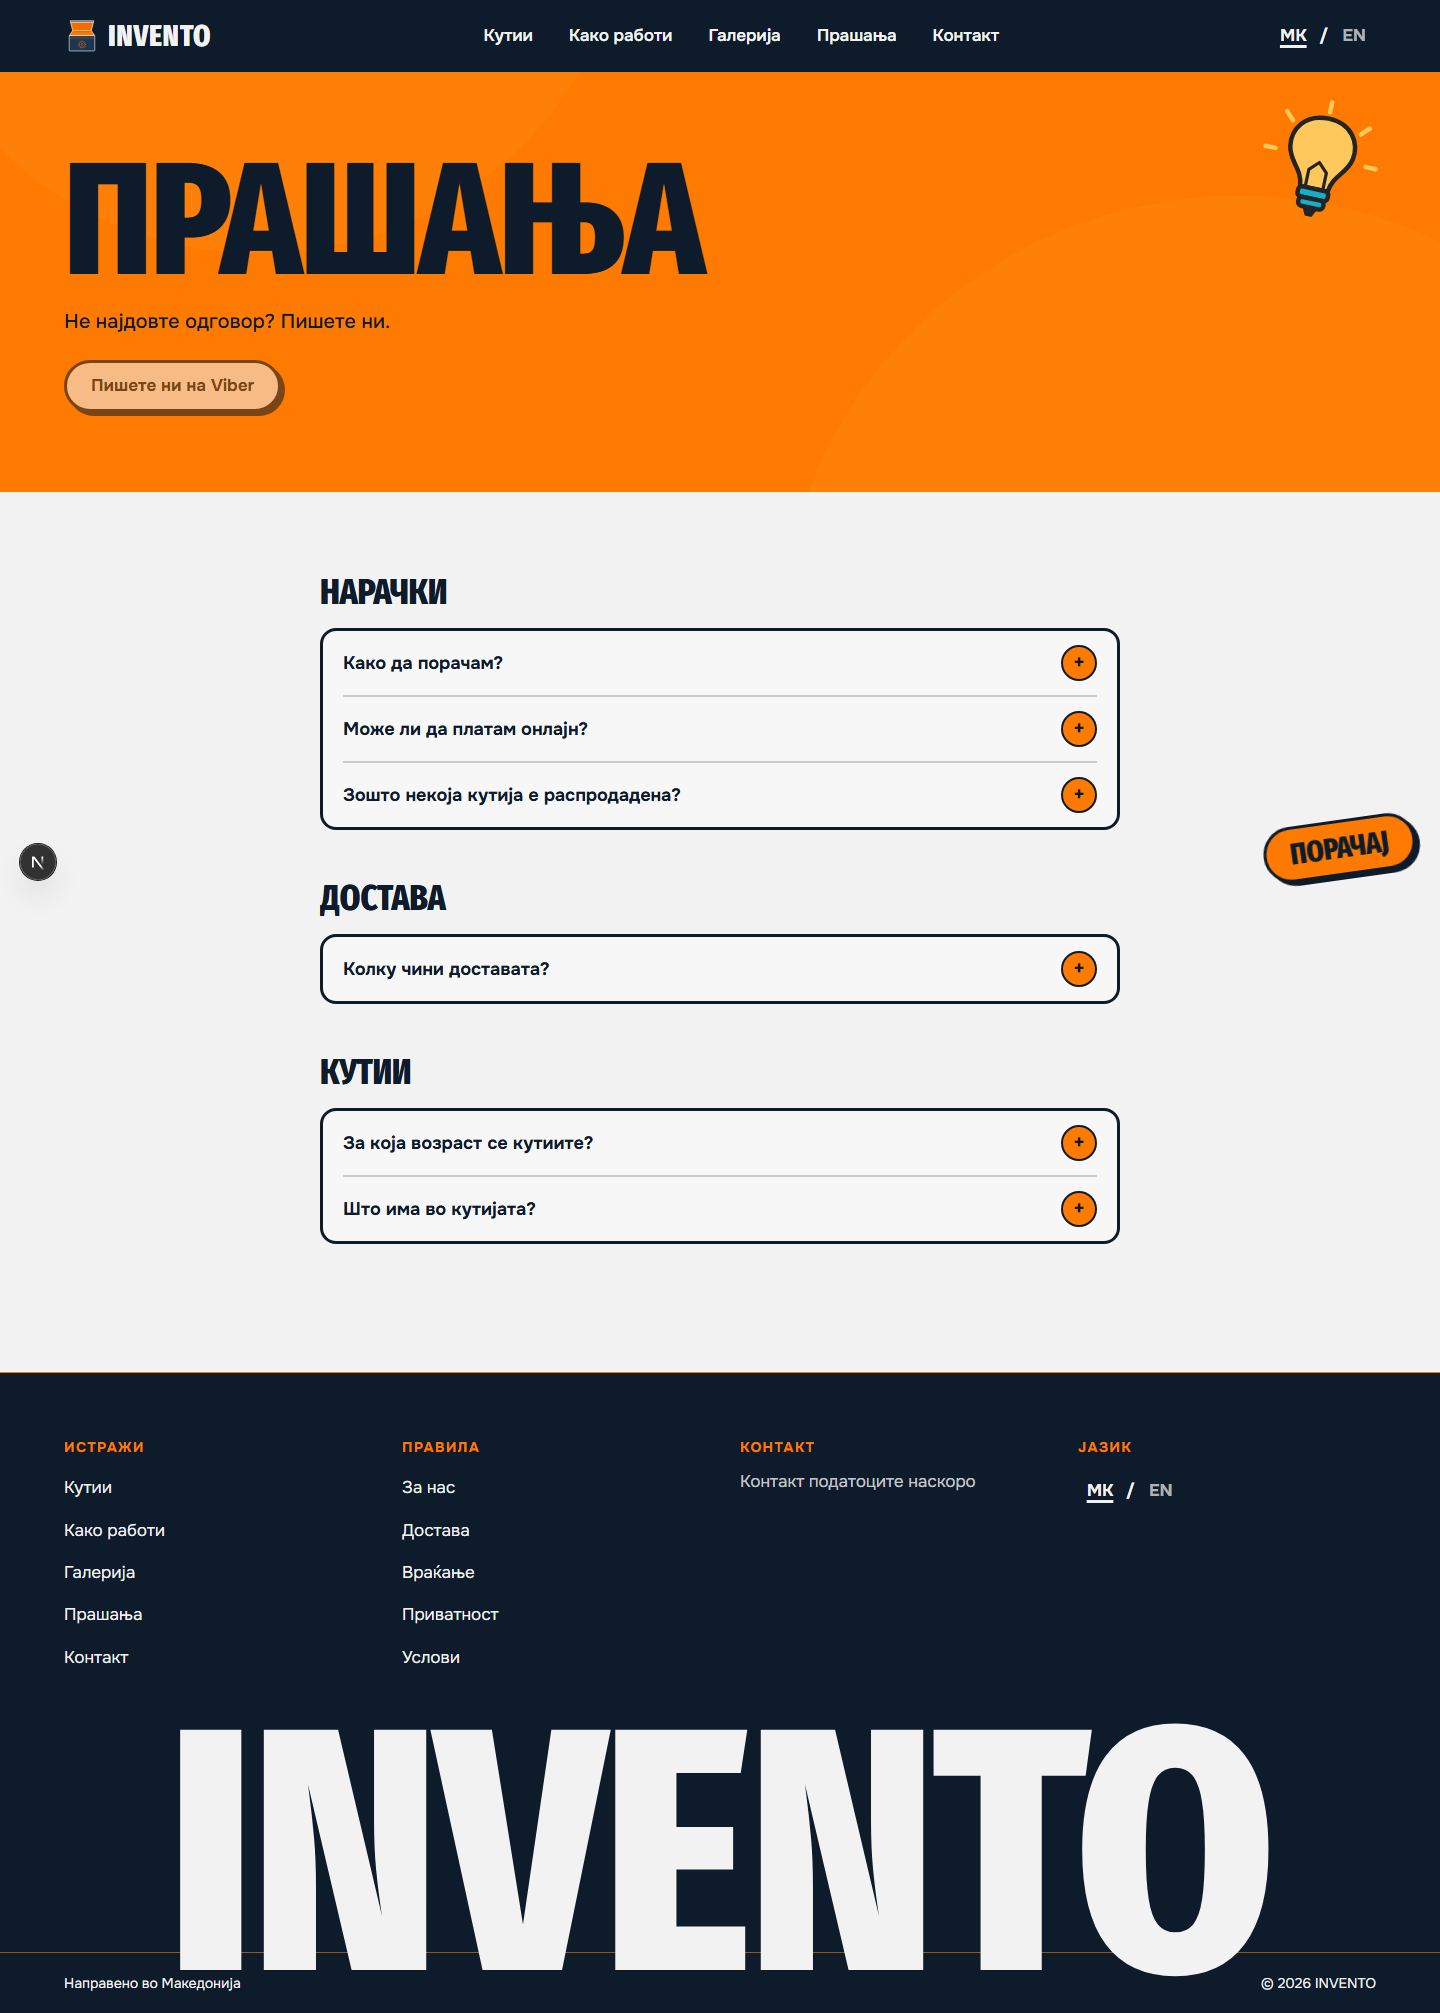 INVENTO
Кутии
Како работи
Галерија
Прашања
Контакт
MK / EN
ПРАШАЊА
Не најдовте одговор? Пишете ни.
Пишете ни на Viber
НАРАЧКИ
Како да порачам?
+
Може ли да платам онлајн?
+
Зошто некоја кутија е распродадена?
+
N
ПОРАЧАЈ
ДОСТАВА
Колку чини доставата?
+
КУТИИ
За која возраст се кутиите?
+
Што има во кутијата?
+
ИСТРАЖИ
Кутии
Како работи
Галерија
Прашања
Контакт
ПРАВИЛА
За нас
Достава
Враќање
Приватност
Услови
КОНТАКТ
Контакт податоците наскоро
ЈАЗИК
MK / EN
INVENTO
Направено во Македонија
© 2026 INVENTO